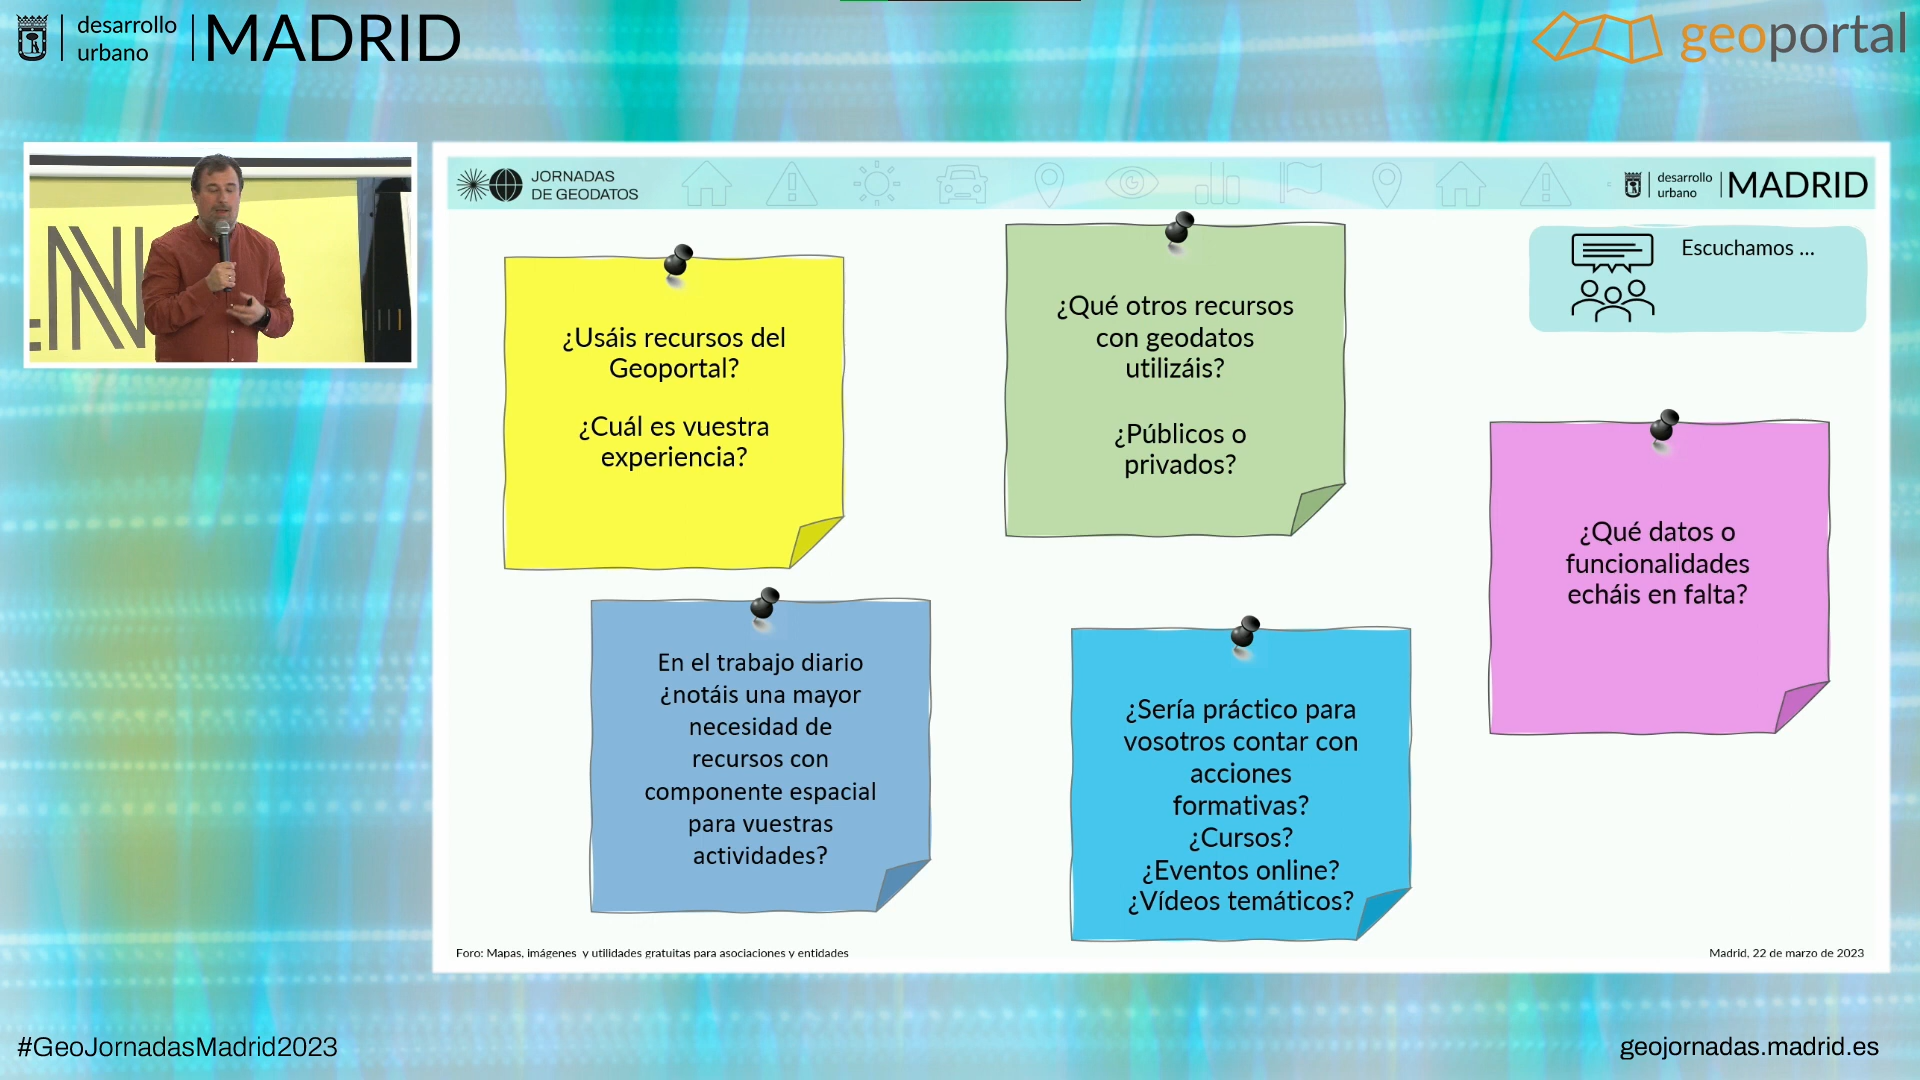 desarrollo
urbano
MADRID
geoportal
JORNADAS
DE GEODATOS
desarrollo
urbano
MADRID
Escuchamos ...
¿Usáis recursos del
Geoportal?
¿Cuál es vuestra
experiencia?
¿Qué otros recursos
con geodatos
utilizáis?
¿Públicos o
privados?
¿Qué datos o
funcionalidades
echáis en falta?
En el trabajo diario
¿notáis una mayor
necesidad de
recursos con
componente espacial
para vuestras
actividades?
¿Sería práctico para
vosotros contar con
acciones
formativas?
¿Cursos?
¿Eventos online?
¿Vídeos temáticos?
Foro: Mapas, imágenes y utilidades gratuitas para asociaciones y entidades
Madrid, 22 de marzo de 2023
#GeoJornadasMadrid2023
geojornadas.madrid.es